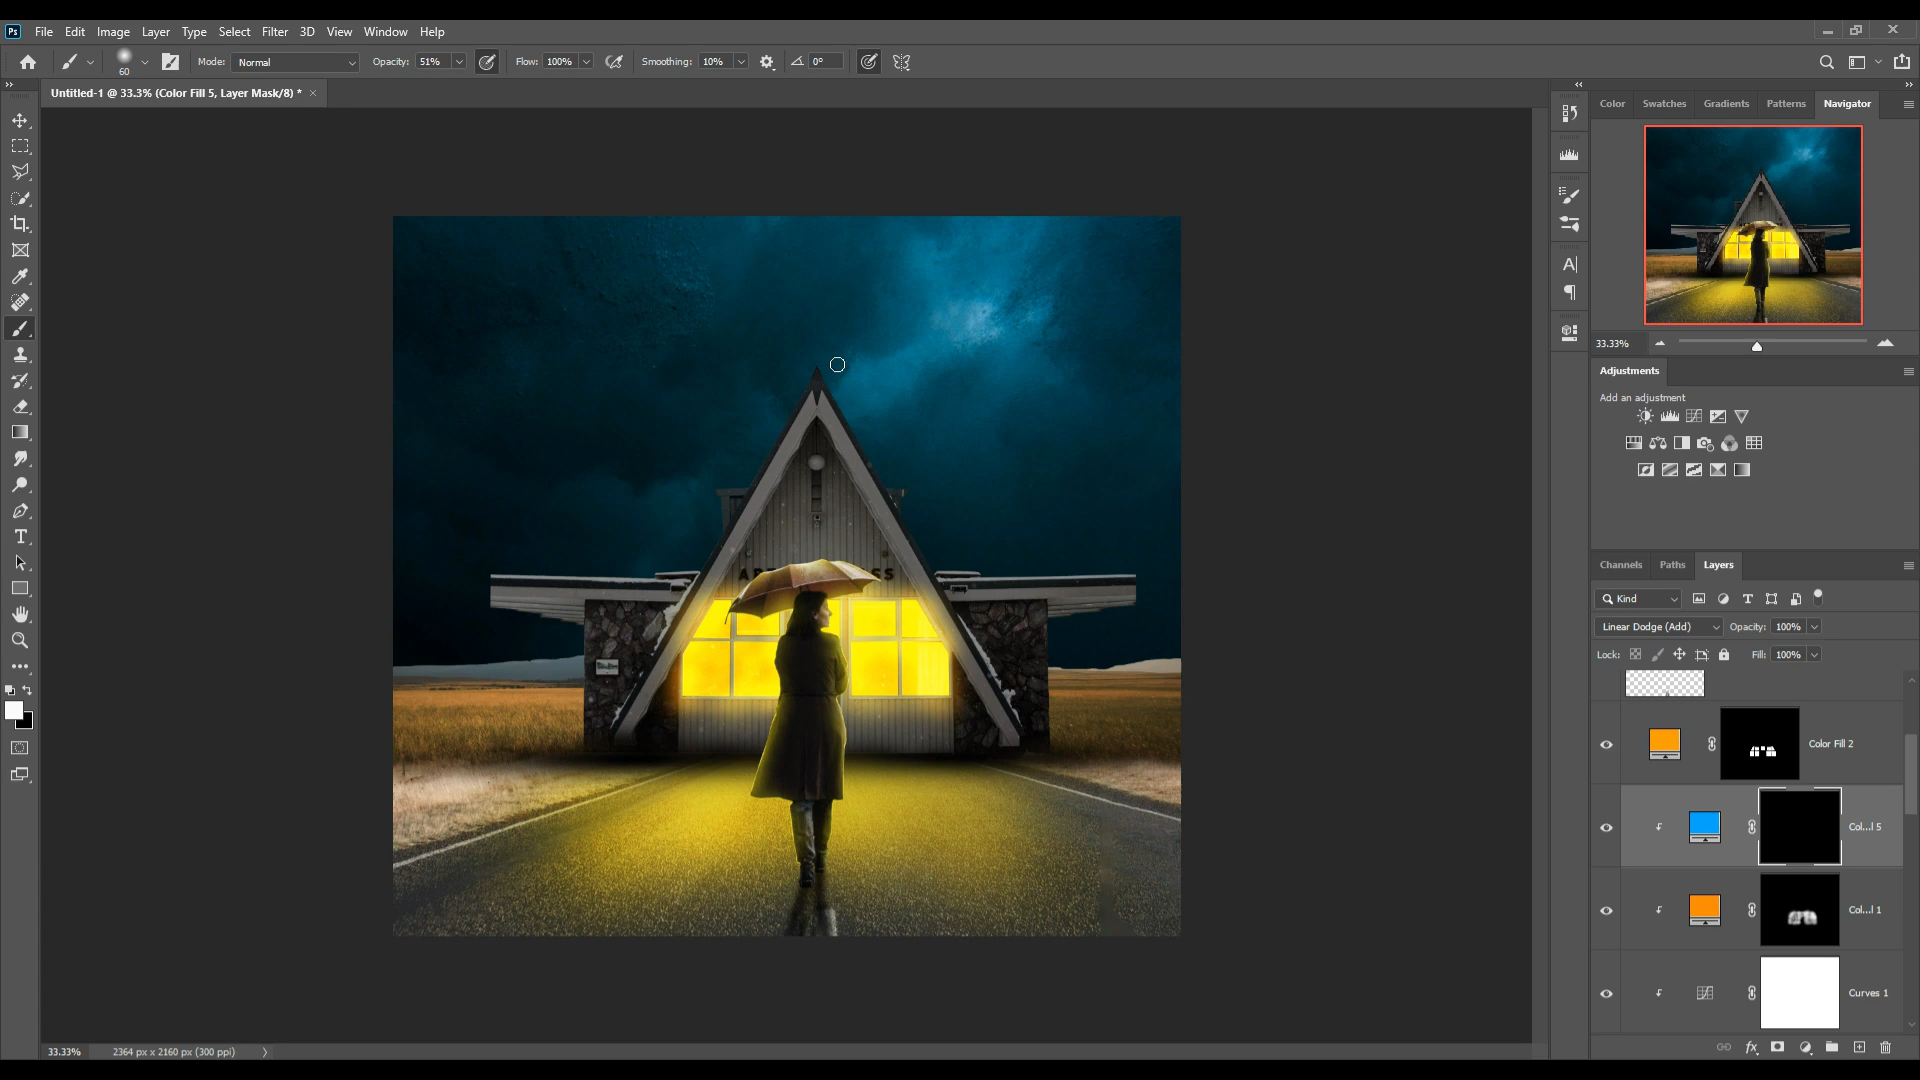 Ps File Edit Image Layer Type Select Filter 3D View Window Help
60 Mode: Normal Opacity: 51% Flow: 100% Smoothing: 10% 0°
Untitled-1 @ 33.3% (Color Fill 5, Layer Mask/8) * ×
Color Swatches Gradients Patterns Navigator
33.33%
Adjustments
Add an adjustment
Channels Paths Layers
Kind
Linear Dodge (Add) Opacity: 100%
Lock: Fill: 100%
Color Fill 2
Col...l 5
Col...l 1
Curves 1
33.33% 2364 px x 2160 px (300 ppi)